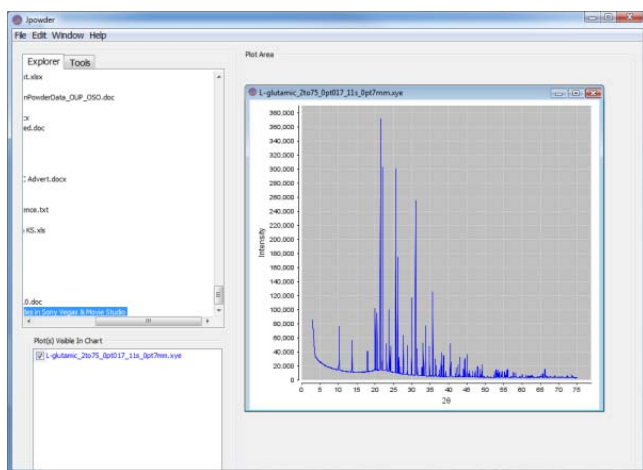 Jpowder
File Edit Window Help
Explorer Tools
xt.xlsx
nPowderData_OUP_OSO.doc
cx
ed.doc
C Advert.docx
ence.txt
KS.xls
.0.doc
in Sony Vegas & Movie Studio
Plot(s) Visible In Chart
L-glutamic_2to75_0pt017_11s_0pt7mm.xye
Plot Area
L-glutamic_2to75_0pt017_11s_0pt7mm.xye
380,000
360,000
340,000
320,000
300,000
280,000
260,000
240,000
220,000
200,000
180,000
160,000
140,000
120,000
100,000
80,000
60,000
40,000
20,000
0
Intensity
0 5 10 15 20 25 30 35 40 45 50 55 60 65 70 75
2θ